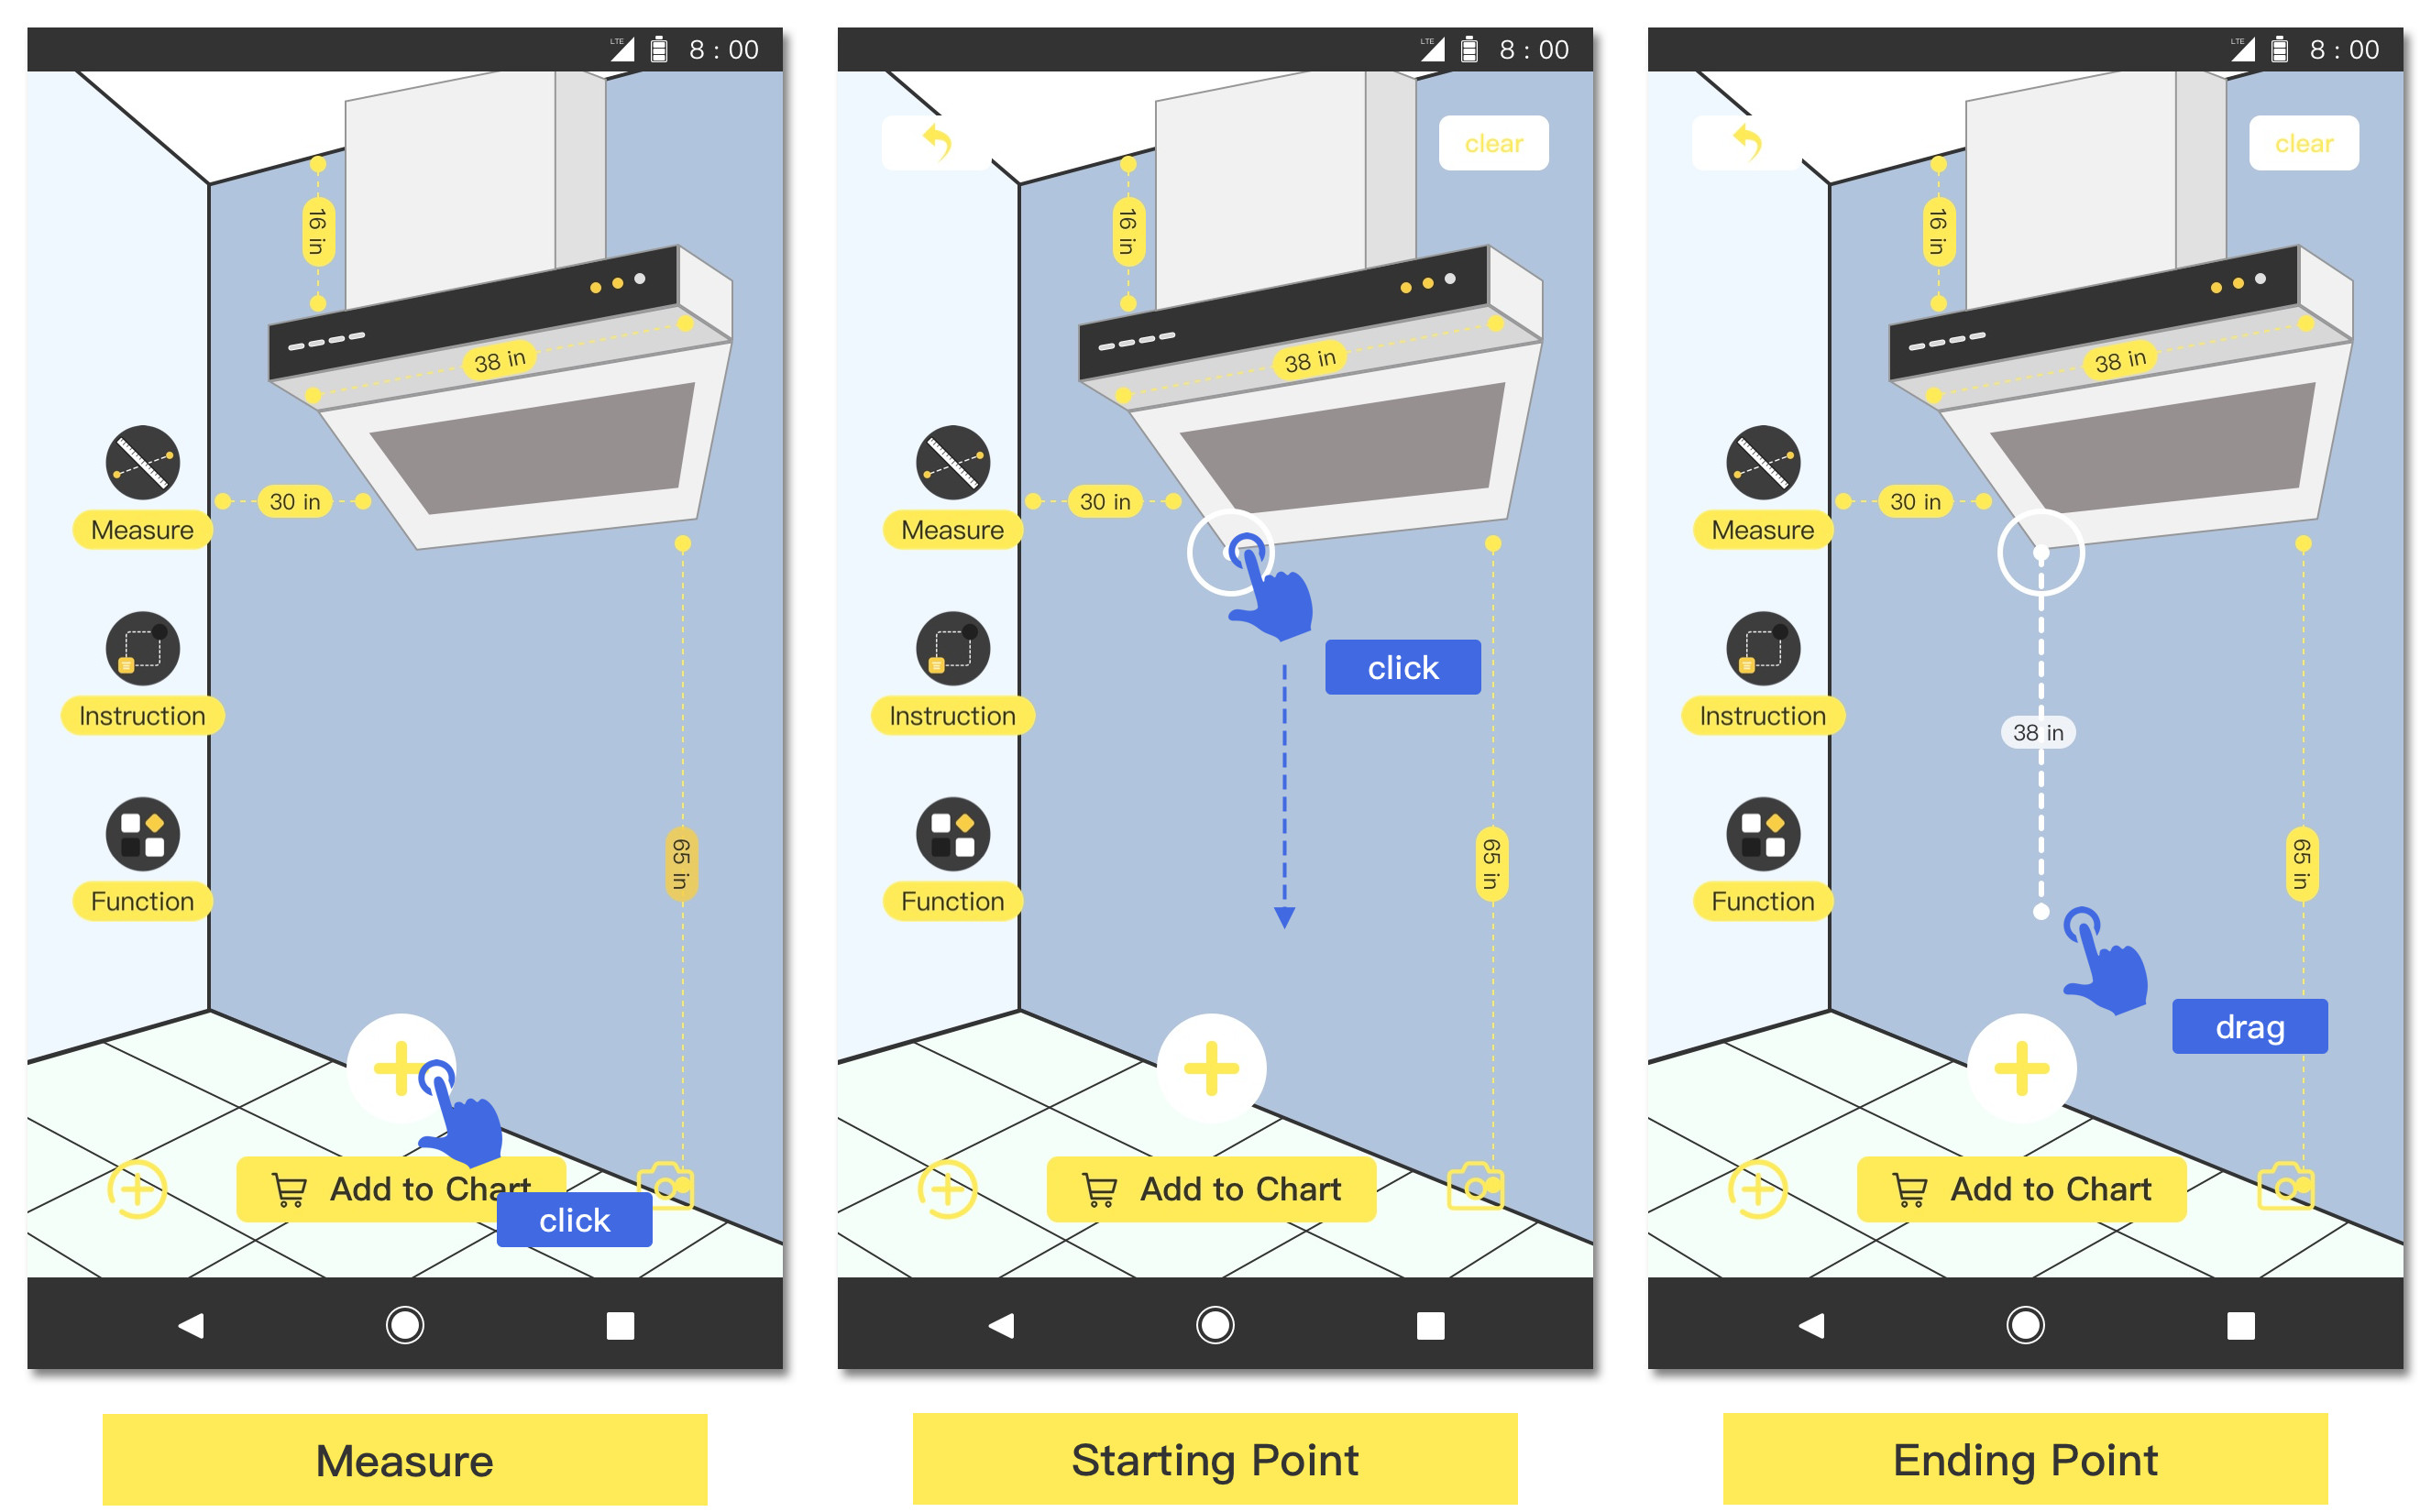 LTE 8 : 00
16 in
38 in
30 in
Measure
Instruction
65 in
Function
Add to Chart
click
Measure
LTE 8 : 00
clear
16 in
38 in
30 in
Measure
click
Instruction
65 in
Function
Add to Chart
Starting Point
LTE 8 : 00
clear
16 in
38 in
30 in
Measure
Instruction
38 in
65 in
Function
drag
Add to Chart
Ending Point